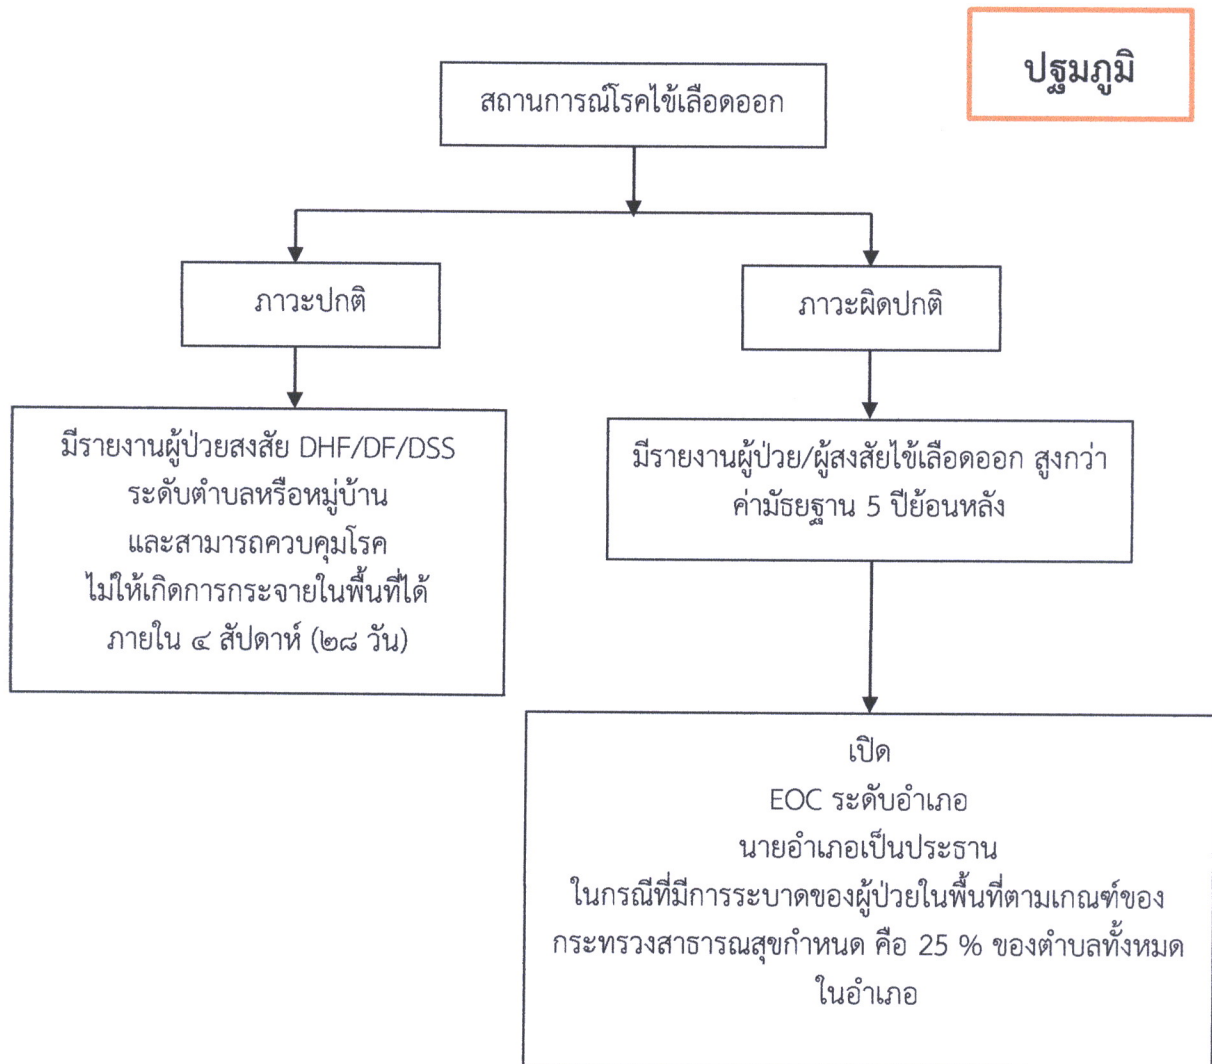 ปฐมภูมิ
สถานการณ์โรคไข้เลือดออก
ภาวะปกติ
ภาวะผิดปกติ
มีรายงานผู้ป่วยสงสัย DHF/DF/DSS
ระดับตำบลหรือหมู่บ้าน
และสามารถควบคุมโรค
ไม่ให้เกิดการกระจายในพื้นที่ได้
ภายใน ๔ สัปดาห์ (๒๘ วัน)
มีรายงานผู้ป่วย/ผู้สงสัยไข้เลือดออก สูงกว่า
ค่ามัธยฐาน 5 ปีย้อนหลัง
เปิด
EOC ระดับอำเภอ
นายอำเภอเป็นประธาน
ในกรณีที่มีการระบาดของผู้ป่วยในพื้นที่ตามเกณฑ์ของ
กระทรวงสาธารณสุขกำหนด คือ 25 % ของตำบลทั้งหมด
ในอำเภอ